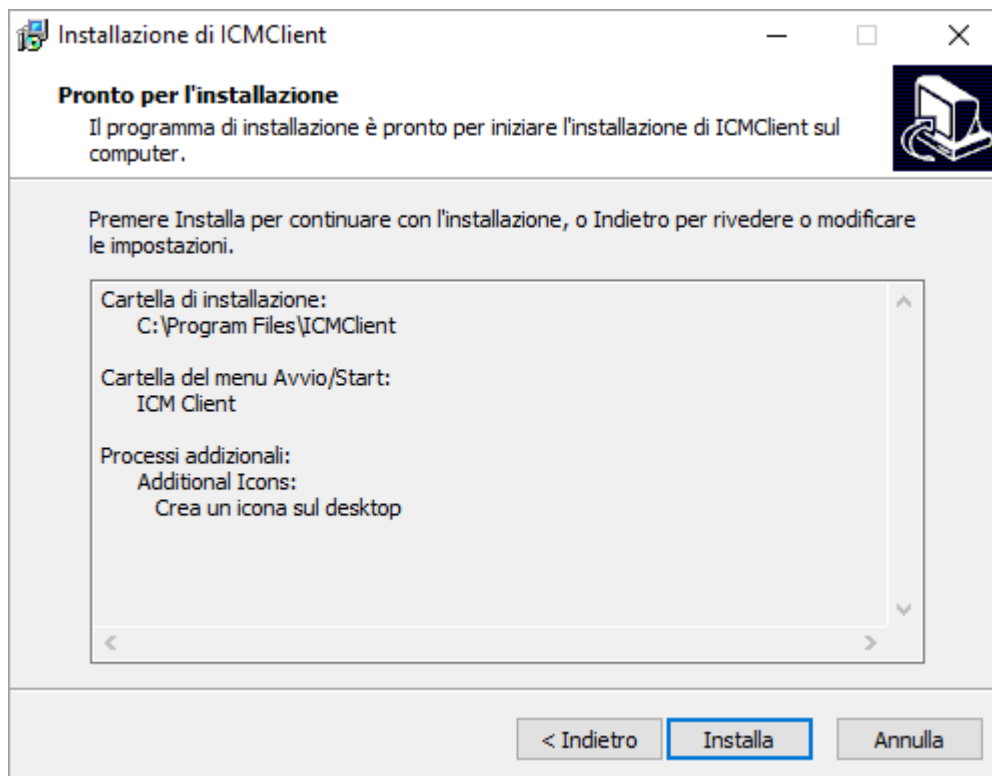 Installazione di ICMClient
Pronto per l'installazione
Il programma di installazione è pronto per iniziare l'installazione di ICMClient sul
computer.
Premere Installa per continuare con l'installazione, o Indietro per rivedere o modificare
le impostazioni.
Cartella di installazione:
C:\Program Files\ICMClient
Cartella del menu Avvio/Start:
ICM Client
Processi addizionali:
Additional Icons:
Crea un icona sul desktop
< Indietro
Installa
Annulla